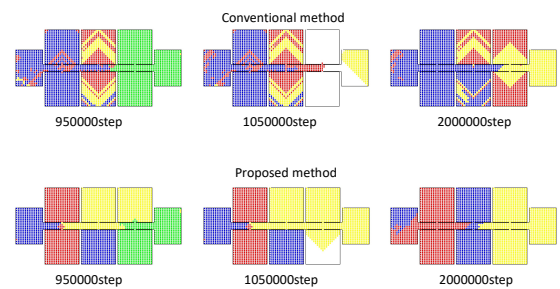 Conventional method
950000step
1050000step
2000000step
Proposed method
950000step
1050000step
2000000step